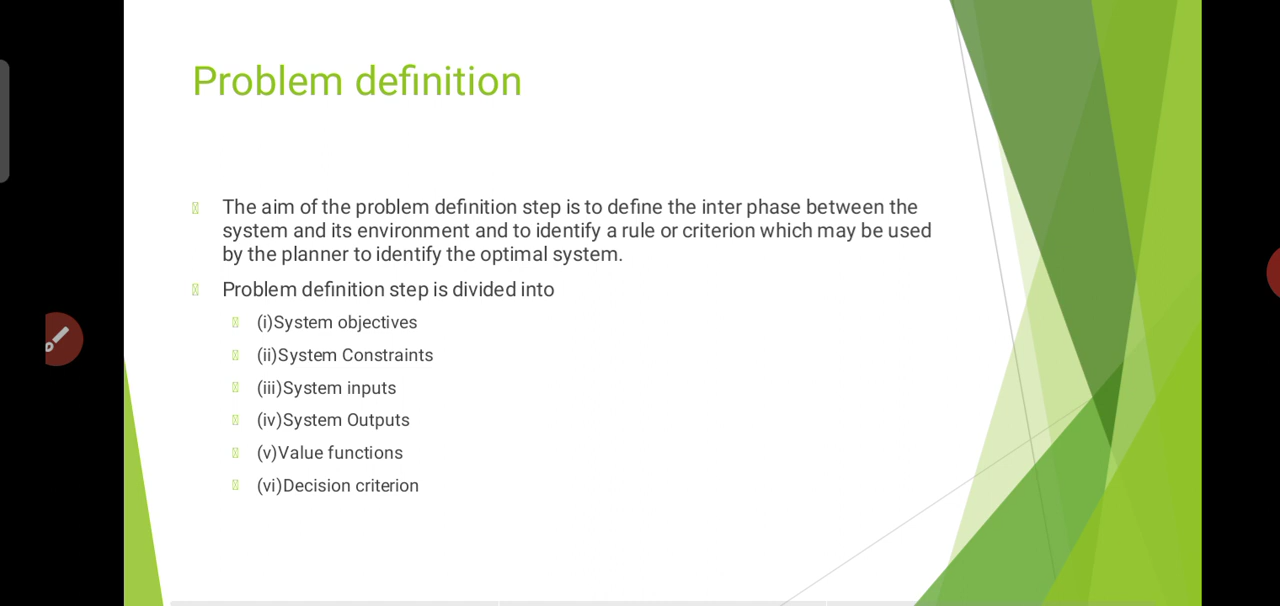 Problem definition
The aim of the problem definition step is to define the inter phase between the
system and its environment and to identify a rule or criterion which may be used
by the planner to identify the optimal system.
Problem definition step is divided into
(i)System objectives
(ii)System Constraints
(iii)System inputs
(iv)System Outputs
(v)Value functions
(vi)Decision criterion